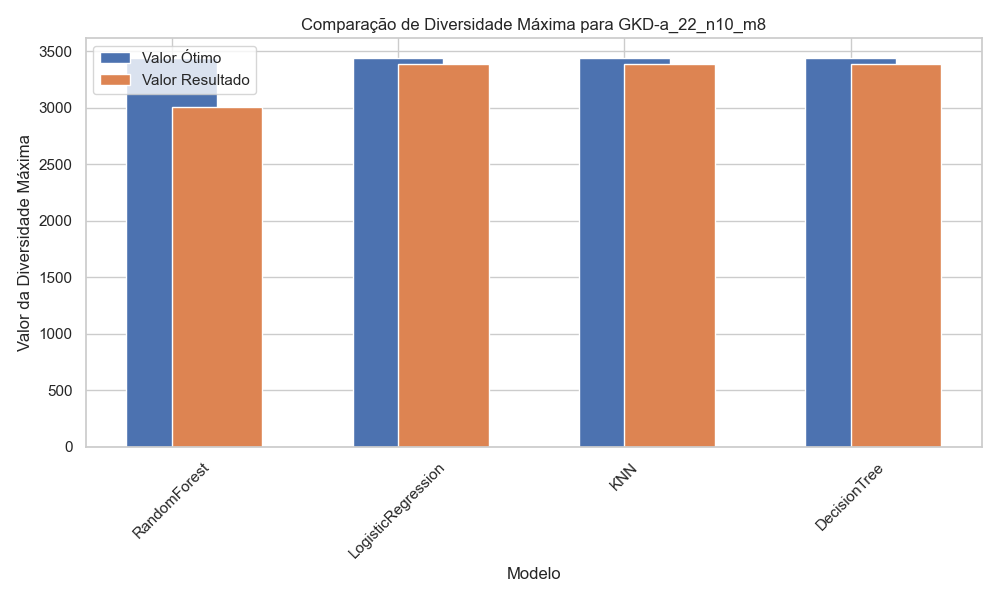 Comparação de Diversidade Máxima para GKD-a_22_n10_m8
Valor Ótimo
Valor Resultado
Valor da Diversidade Máxima
3500
3000
2500
2000
1500
1000
500
0
RandomForest
LogisticRegression
KNN
DecisionTree
Modelo